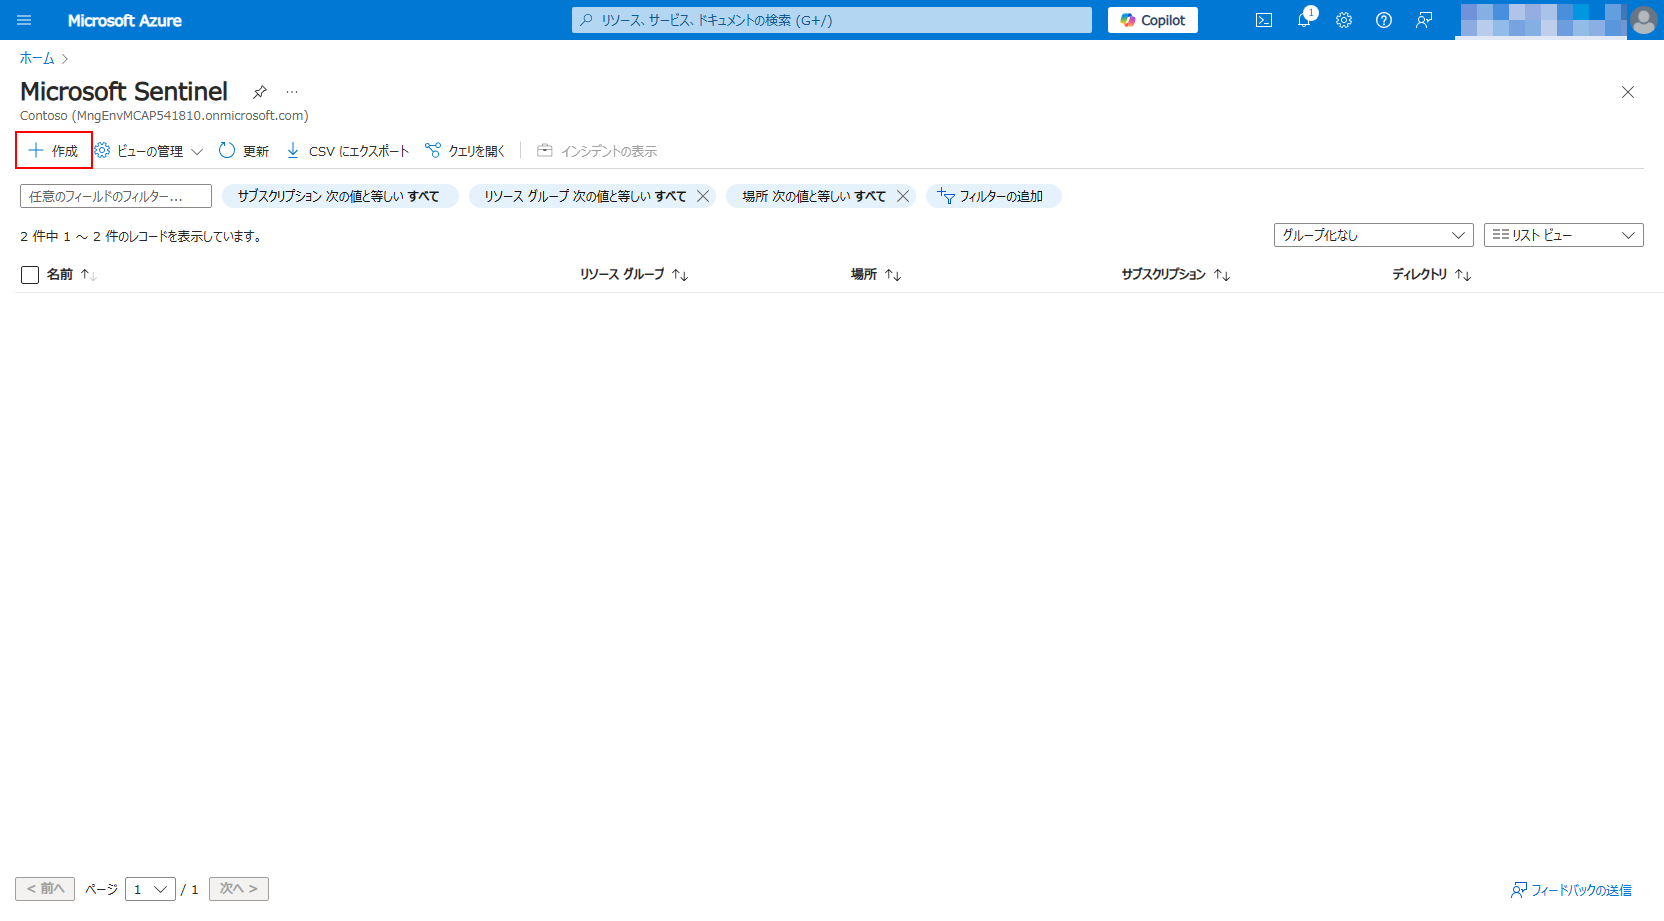 Microsoft Azure
リソース、サービス、ドキュメントの検索 (G+/)
Copilot
1
ホーム
Microsoft Sentinel
Contoso (MngEnvMCAP541810.onmicrosoft.com)
作成 ビューの管理 更新 CSV にエクスポート クエリを開く インシデントの表示
任意のフィールドのフィルター... サブスクリプション 次の値と等しい すべて リソース グループ 次の値と等しい すべて 場所 次の値と等しい すべて フィルターの追加
2 件中 1 ～ 2 件のレコードを表示しています。 グループ化なし リスト ビュー
名前 リソース グループ 場所 サブスクリプション ディレクトリ
< 前へ ページ 1 / 1 次へ > フィードバックの送信